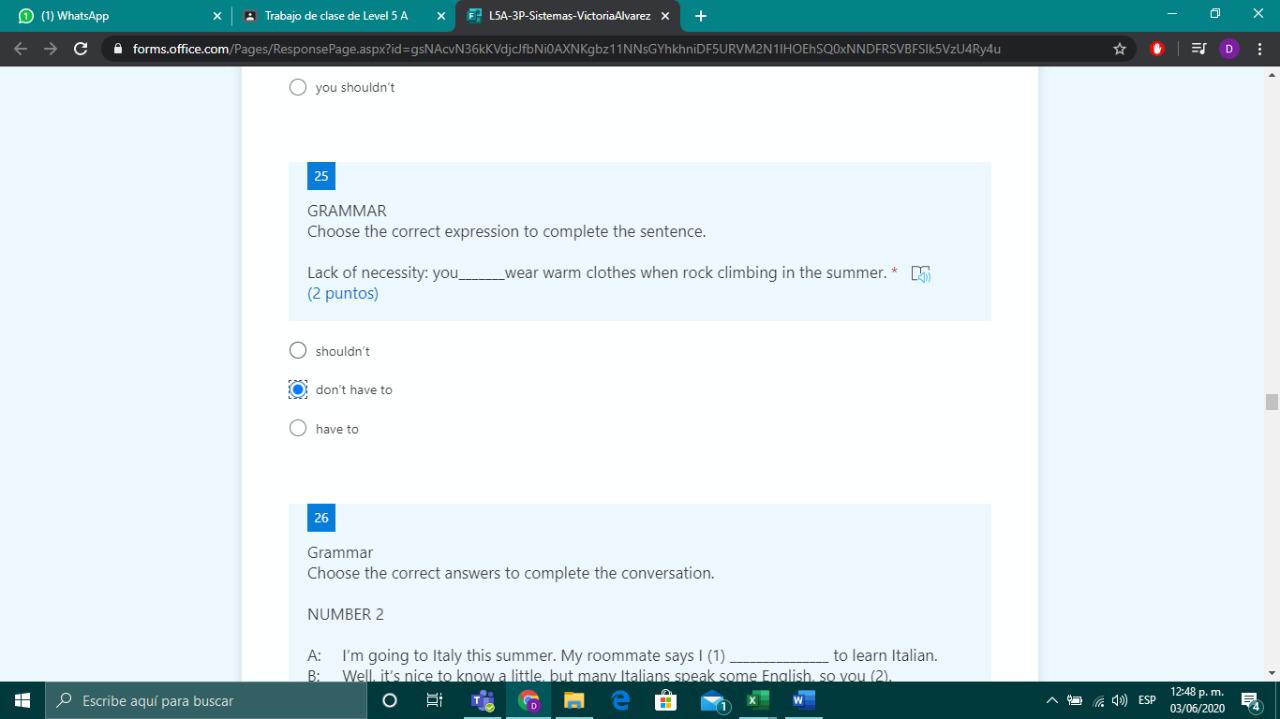 (1) WhatsApp
Trabajo de clase de Level 5 A
L5A-3P-Sistemas-VictoriaAlvarez
forms.office.com/Pages/ResponsePage.aspx?id=gsNAcvN36kKVdjcJfbNi0AXNKgbz11NNsGYhkhniDF5URVM2N1lHOEhSQ0xNNDFRSVBFSlk5VzU4Ry4u
D
you shouldn't
25
GRAMMAR
Choose the correct expression to complete the sentence.
Lack of necessity: you_______wear warm clothes when rock climbing in the summer. *
(2 puntos)
shouldn't
don't have to
have to
26
Grammar
Choose the correct answers to complete the conversation.
NUMBER 2
A: I'm going to Italy this summer. My roommate says I (1) _______________ to learn Italian.
B: Well, it's nice to know a little, but many Italians speak some English, so you (2).
Escribe aquí para buscar
ESP
12:48 p. m.
03/06/2020